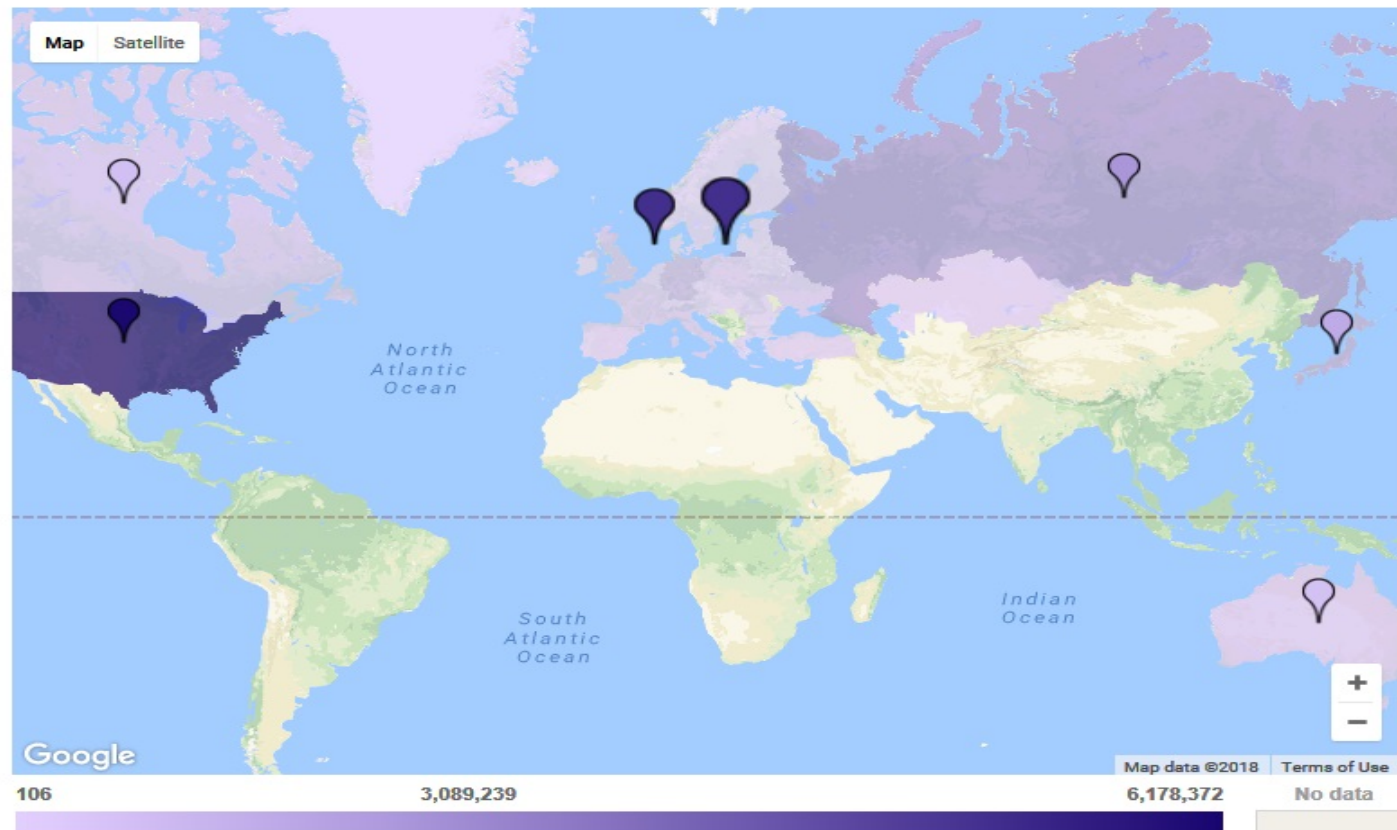 Map Satellite
North
Atlantic
Ocean
South
Atlantic
Ocean
Indian
Ocean
+
−
Google
Map data ©2018 Terms of Use
106 3,089,239 6,178,372 No data